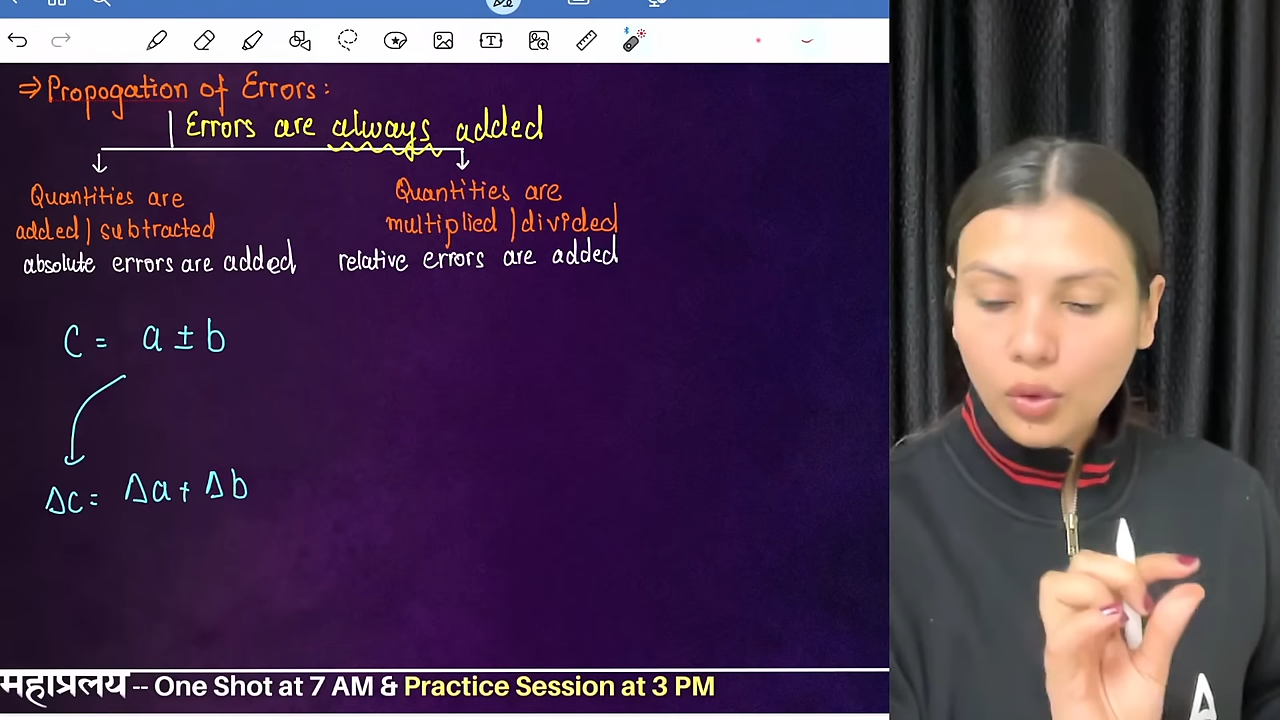 ⇒ Propogation of Errors:
Errors are always added
Quantities are
added | subtracted
absolute errors are added
Quantities are
multiplied | divided
relative errors are added
C = a ± b
Δc = Δa + Δb
महाप्रलय -- One Shot at 7 AM & Practice Session at 3 PM